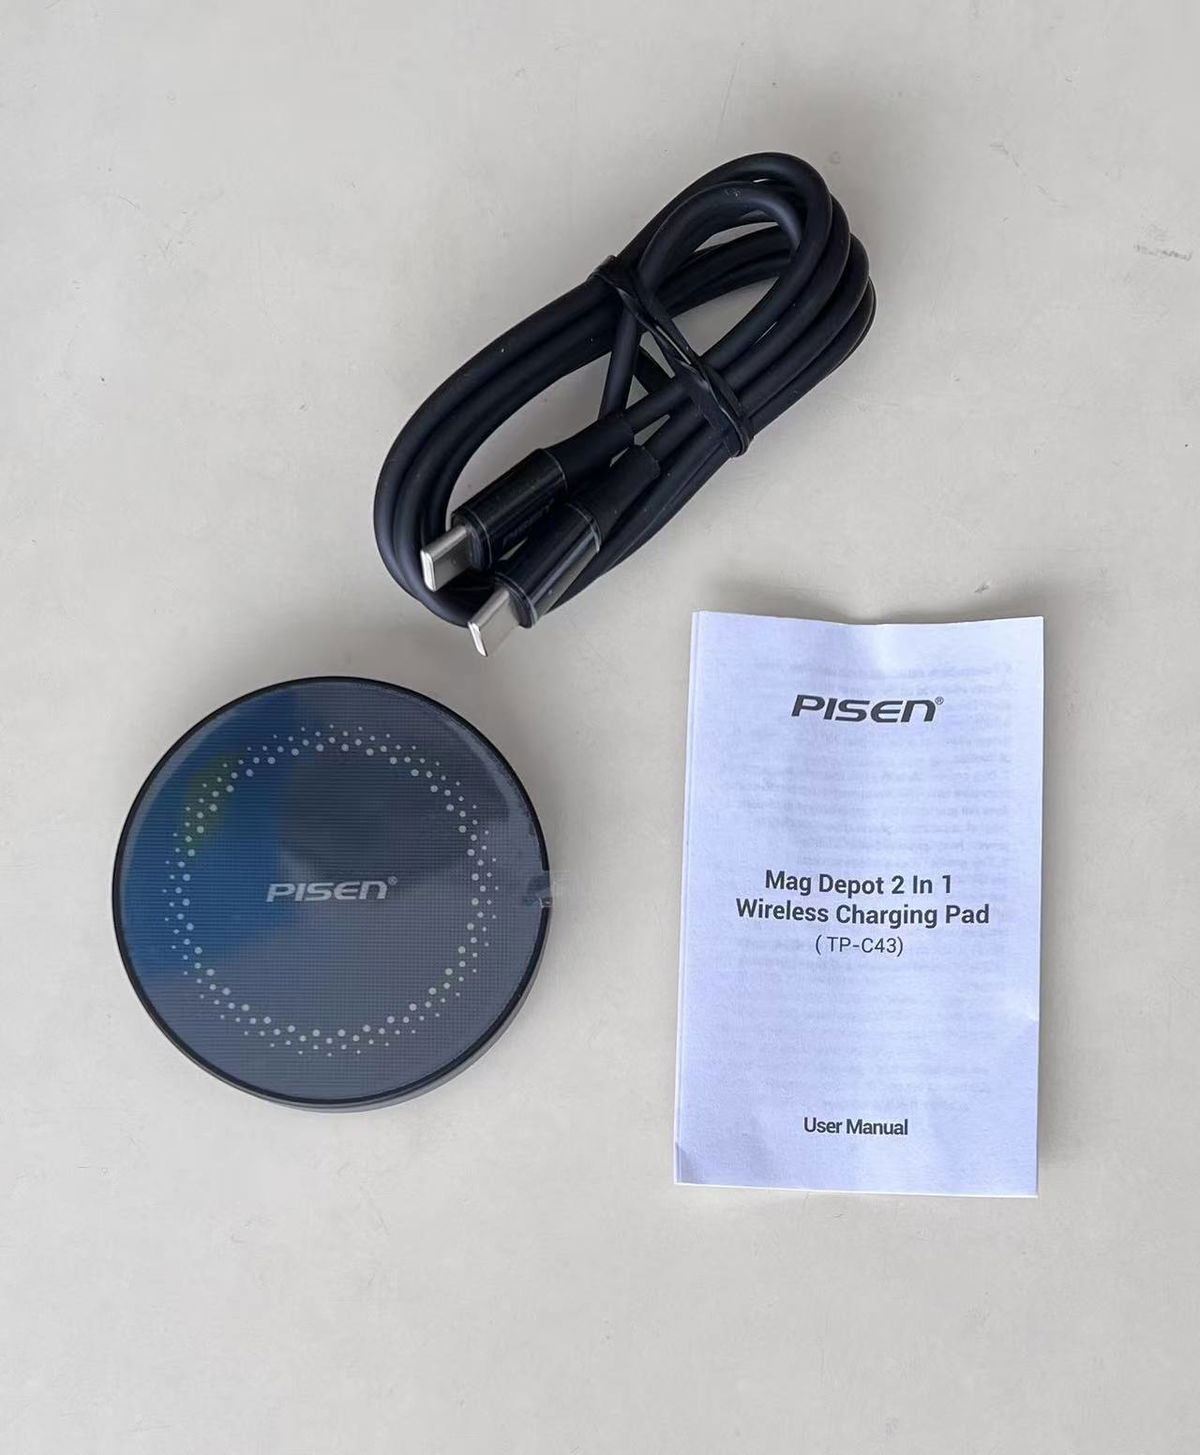 PISEN®
PISEN®
Mag Depot 2 In 1
Wireless Charging Pad
( TP-C43)
User Manual